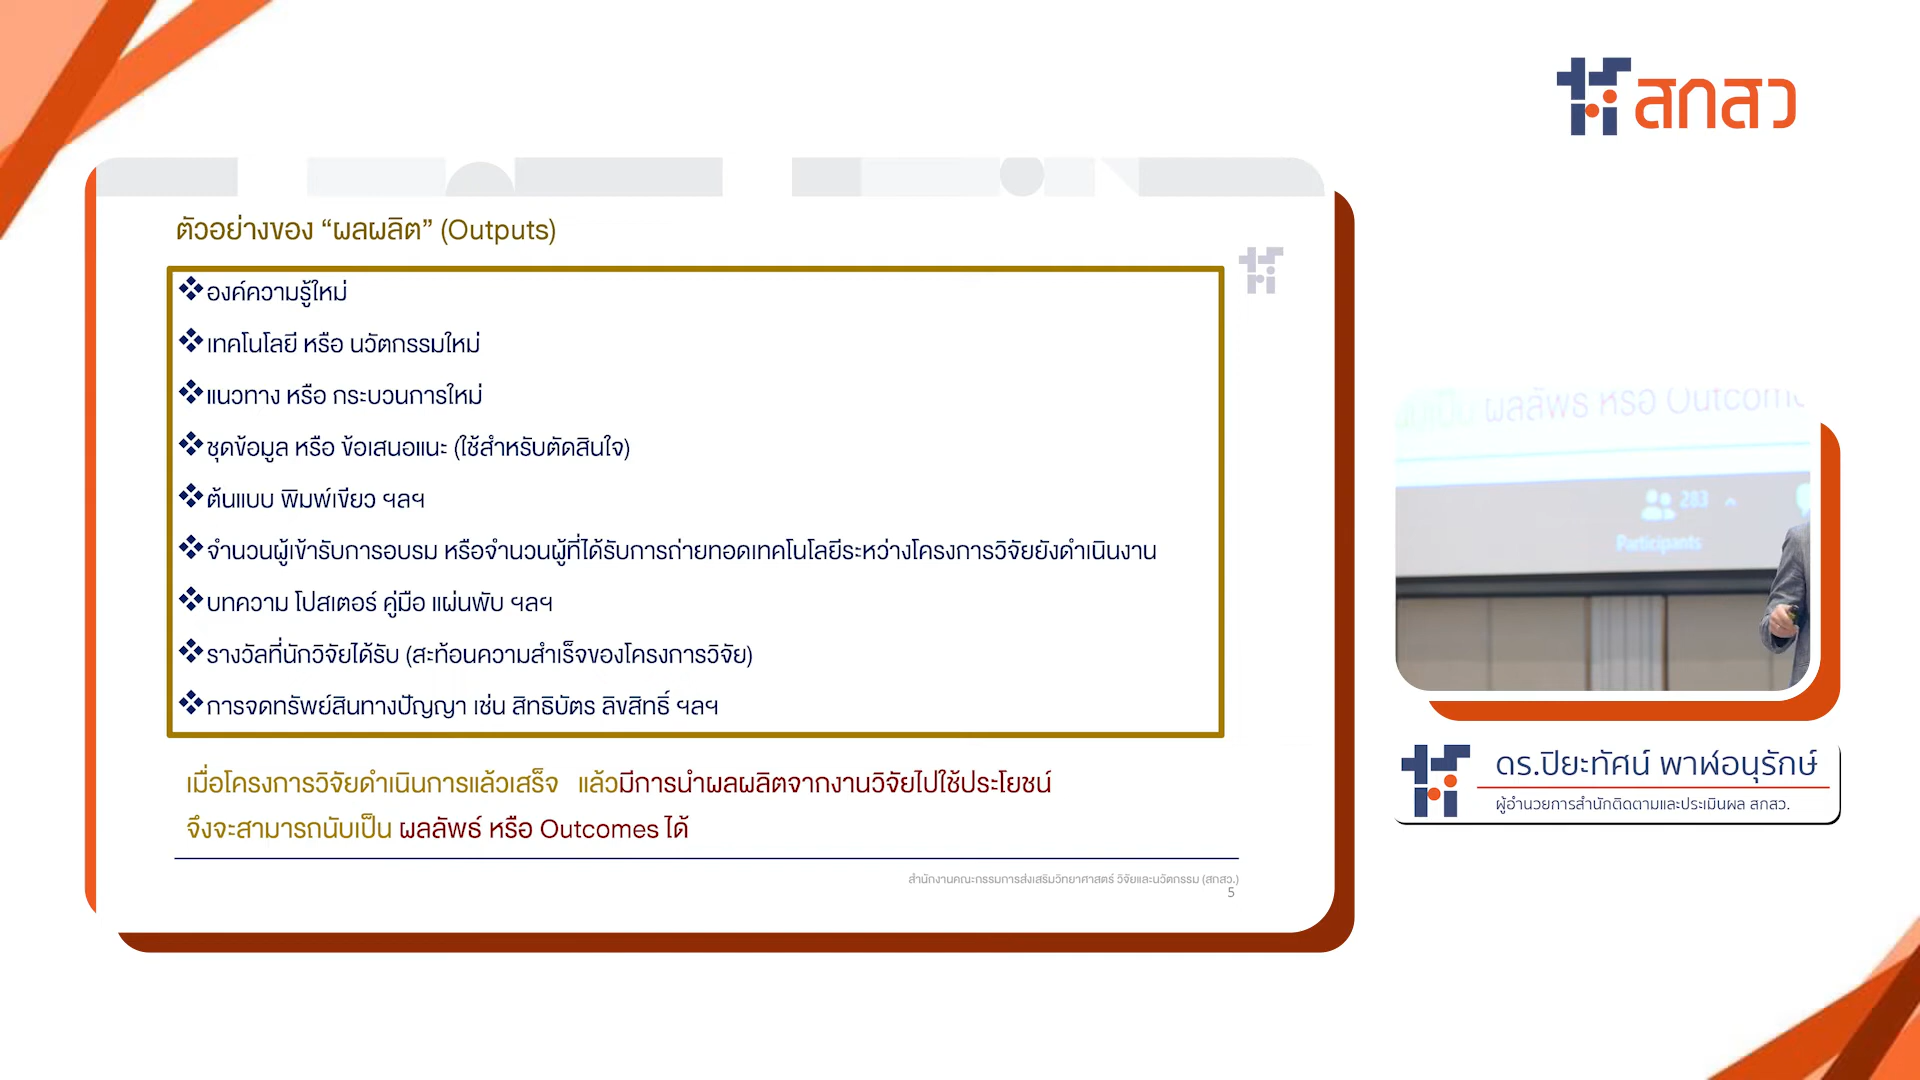 สกสว
ตัวอย่างของ “ผลผลิต” (Outputs)
❖องค์ความรู้ใหม่
❖เทคโนโลยี หรือ นวัตกรรมใหม่
❖แนวทาง หรือ กระบวนการใหม่
❖ชุดข้อมูล หรือ ข้อเสนอแนะ (ใช้สำหรับตัดสินใจ)
❖ต้นแบบ พิมพ์เขียว ฯลฯ
❖จำนวนผู้เข้ารับการอบรม หรือจำนวนผู้ที่ได้รับการถ่ายทอดเทคโนโลยีระหว่างโครงการวิจัยยังดำเนินงาน
❖บทความ โปสเตอร์ คู่มือ แผ่นพับ ฯลฯ
❖รางวัลที่นักวิจัยได้รับ (สะท้อนความสำเร็จของโครงการวิจัย)
❖การจดทรัพย์สินทางปัญญา เช่น สิทธิบัตร ลิขสิทธิ์ ฯลฯ
เมื่อโครงการวิจัยดำเนินการแล้วเสร็จ แล้วมีการนำผลผลิตจากงานวิจัยไปใช้ประโยชน์
จึงจะสามารถนับเป็น ผลลัพธ์ หรือ Outcomes ได้
สำนักงานคณะกรรมการส่งเสริมวิทยาศาสตร์ วิจัยและนวัตกรรม (สกสว.)
5
ผลลัพธ์ หรือ Outcome
283
Participants
ดร.ปิยะทัศน์ พาฬอนุรักษ์
ผู้อำนวยการสำนักติดตามและประเมินผล สกสว.